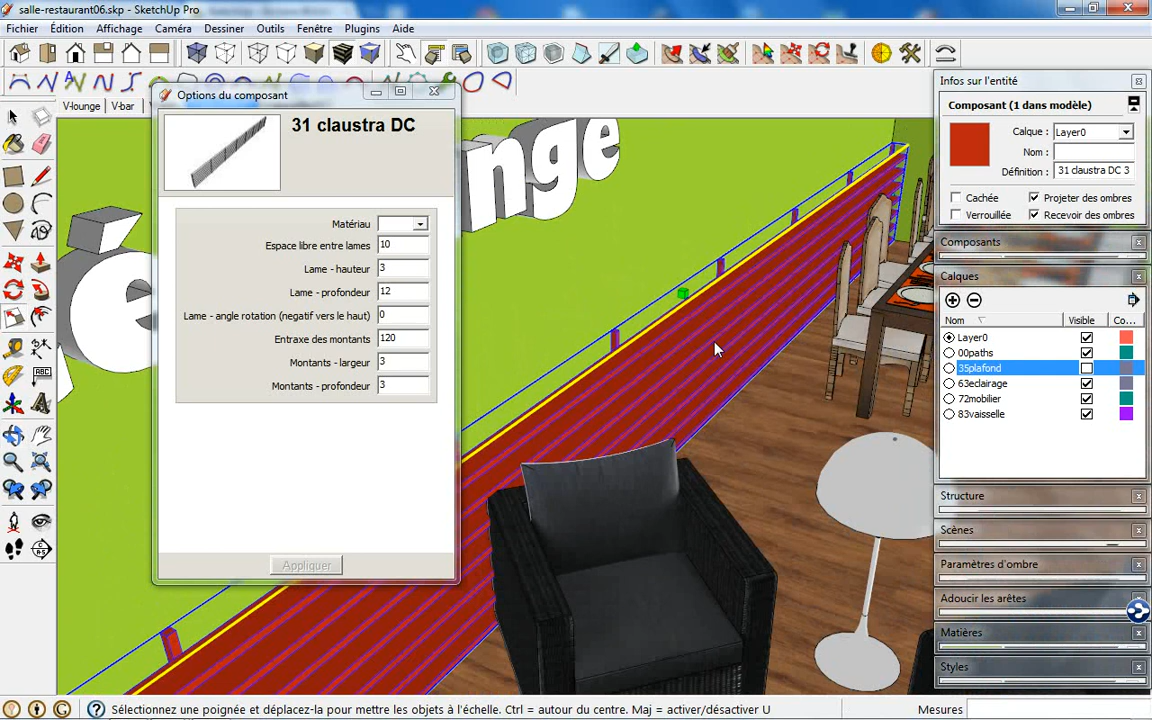 salle-restaurant06.skp - SketchUp Pro
Fichier Édition Affichage Caméra Dessiner Outils Fenêtre Plugins Aide
V-lounge V-bar
Options du composant
31 claustra DC
Matériau
Espace libre entre lames 10
Lame - hauteur 3
Lame - profondeur 12
Lame - angle rotation (negatif vers le haut) 0
Entraxe des montants 120
Montants - largeur 3
Montants - profondeur 3
Appliquer
nge
é
Infos sur l'entité
Composant (1 dans modèle)
Calque : Layer0
Nom :
Définition : 31 claustra DC 3
Cachée Projeter des ombres
Verrouillée Recevoir des ombres
Composants
Calques
Nom Visible Co...
Layer0
00paths
35plafond
63eclairage
72mobilier
83vaisselle
Structure
Scènes
Paramètres d'ombre
Adoucir les arêtes
Matières
Styles
Sélectionnez une poignée et déplacez-la pour mettre les objets à l'échelle. Ctrl = autour du centre. Maj = activer/désactiver U
Mesures